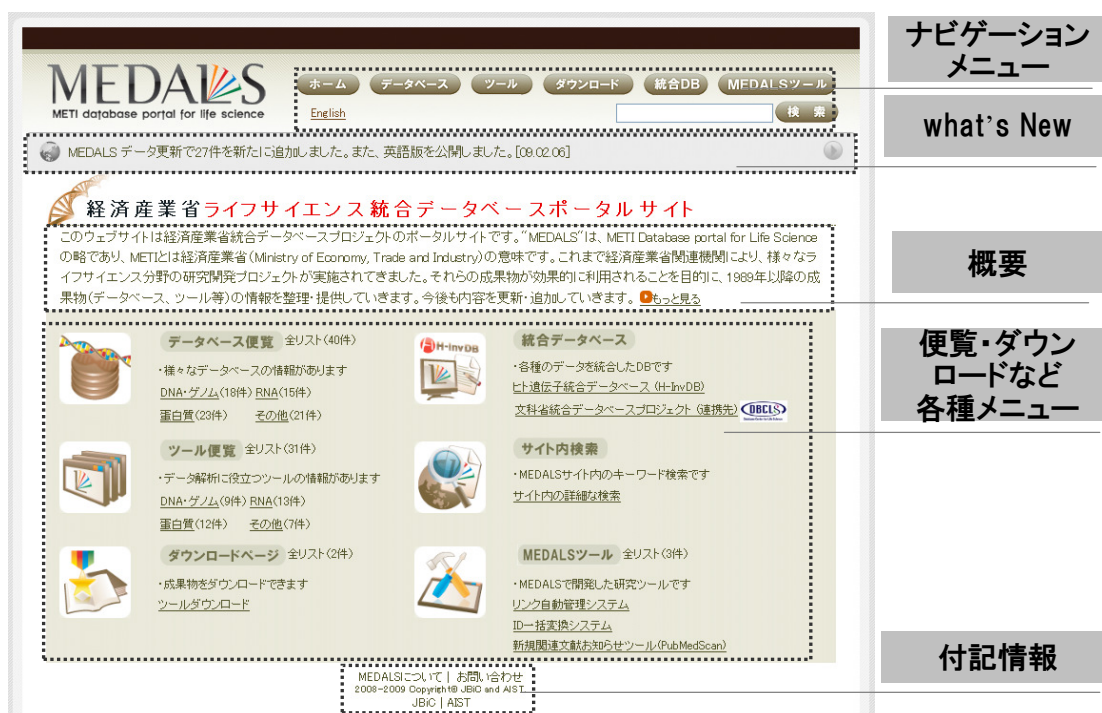 MEDALS
METI database portal for life science
ホーム データベース ツール ダウンロード 統合DB MEDALSツール
English
検 索
MEDALS データ更新で27件を新たに追加しました。また、英語版を公開しました。[09.02.06]
経済産業省ライフサイエンス統合データベースポータルサイト
このウェブサイトは経済産業省統合データベースプロジェクトのポータルサイトです。“MEDALS”は、METI Database portal for Life Science
の略であり、METIとは経済産業省(Ministry of Economy, Trade and Industry)の意味です。これまで経済産業省関連機関により、様々なラ
イフサイエンス分野の研究開発プロジェクトが実施されてきました。それらの成果物が効果的に利用されることを目的に、1989年以降の成
果物(データベース、ツール等)の情報を整理・提供していきます。今後も内容を更新・追加していきます。 もっと見る
データベース便覧 全リスト(40件)
・様々なデータベースの情報があります
DNA・ゲノム(18件) RNA(15件)
蛋白質(23件) その他(21件)
H-InvDB
統合データベース
・各種のデータを統合したDBです
ヒト遺伝子統合データベース (H-InvDB)
文科省統合データベースプロジェクト (連携先) DBCLS
ツール便覧 全リスト(31件)
・データ解析に役立つツールの情報があります
DNA・ゲノム(9件) RNA(13件)
蛋白質(12件) その他(7件)
サイト内検索
・MEDALSサイト内のキーワード検索です
サイト内の詳細な検索
ダウンロードページ 全リスト(2件)
・成果物をダウンロードできます
ツールダウンロード
MEDALSツール 全リスト(3件)
・MEDALSで開発した研究ツールです
リンク自動管理システム
ID一括変換システム
新規関連文献お知らせツール(PubMedScan)
MEDALSについて | お問い合わせ
2008-2009 Copyright© JBiC and AIST
JBiC | AIST
ナビゲーション
メニュー
what's New
概要
便覧・ダウン
ロードなど
各種メニュー
付記情報